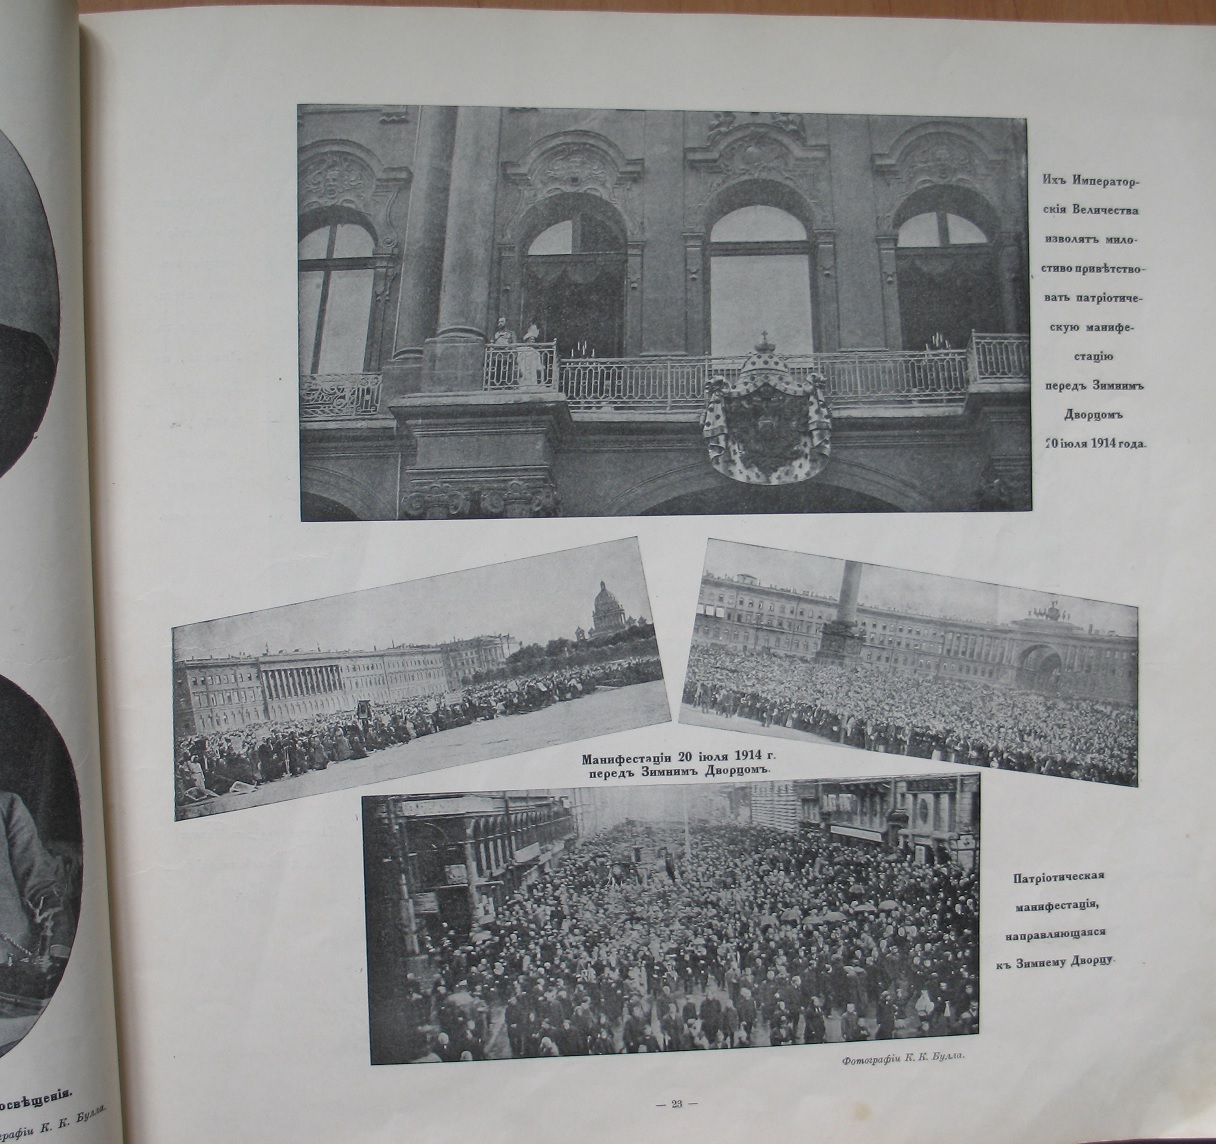 Ихъ Император-
скія Величества
изволятъ мило-
стиво привѣтство-
вать патріотиче-
скую манифе-
стацію
передъ Зимнимъ
Дворцомъ
20 іюля 1914 года.
Манифестаціи 20 іюля 1914 г.
передъ Зимнимъ Дворцомъ.
Патріотическая
манифестація,
направляющаяся
къ Зимнему Дворцу.
Фотографіи К. К. Булла.
— 23 —
освѣщенія.
графіи К. К. Булла.